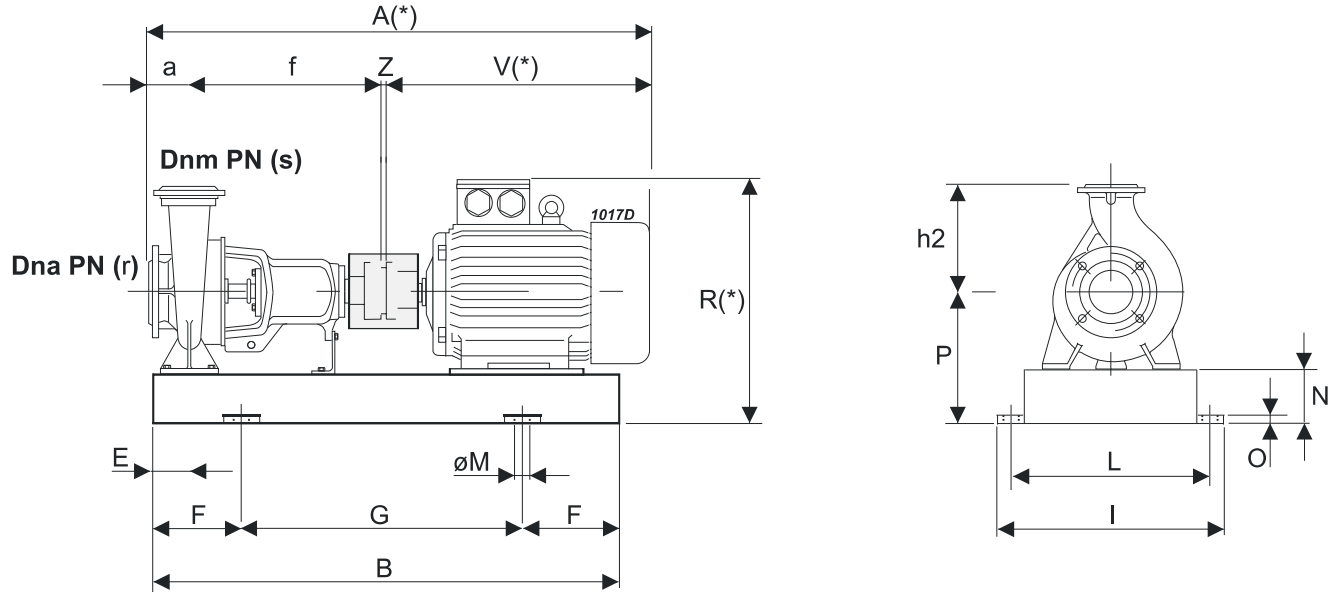 A(*)
a f Z V(*)
Dnm PN (s)
1017D
h2
Dna PN (r)
R(*)
P
N
E
øM
O
L
F G F
I
B